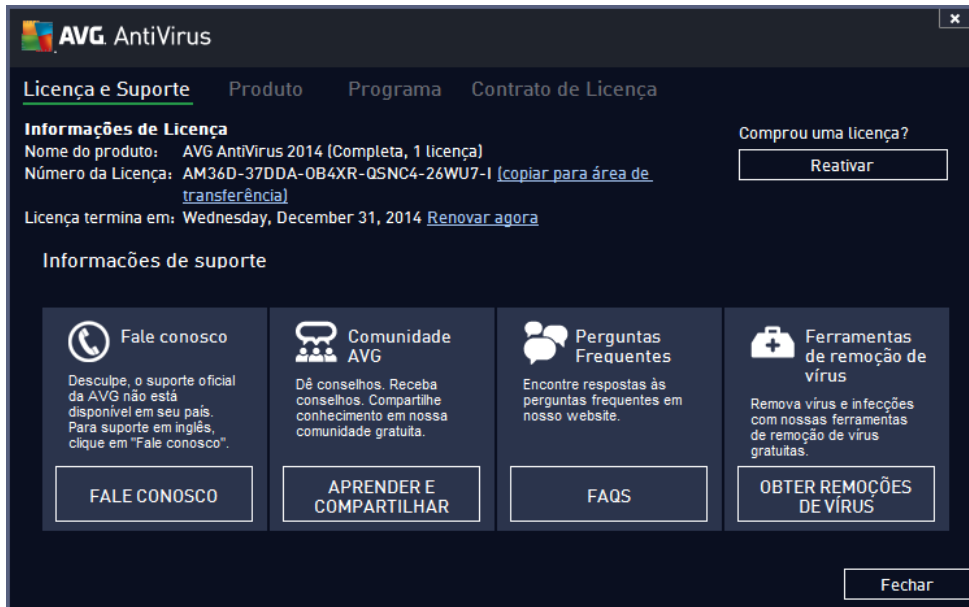 AVG. AntiVirus
x
Licença e Suporte Produto Programa Contrato de Licença
Informações de Licença
Nome do produto: AVG AntiVirus 2014 (Completa, 1 licença)
Número da Licença: AM36D-37DDA-0B4XR-QSNC4-26WU7-I (copiar para área de
transferência)
Licença termina em: Wednesday, December 31, 2014 Renovar agora
Comprou uma licença?
Reativar
Informações de suporte
Fale conosco
Desculpe, o suporte oficial
da AVG não está
disponível em seu país.
Para suporte em inglês,
clique em "Fale conosco".
FALE CONOSCO
Comunidade
AVG
Dê conselhos. Receba
conselhos. Compartilhe
conhecimento em nossa
comunidade gratuita.
APRENDER E
COMPARTILHAR
Perguntas
Frequentes
Encontre respostas às
perguntas frequentes em
nosso website.
FAQS
Ferramentas
de remoção de
vírus
Remova vírus e infecções
com nossas ferramentas
de remoção de vírus
gratuitas.
OBTER REMOÇÕES
DE VÍRUS
Fechar